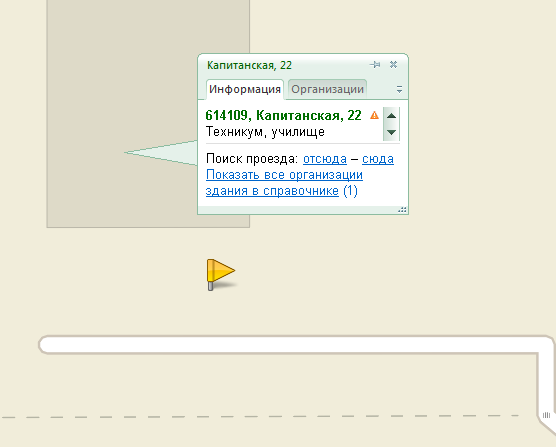 Капитанская, 22
Информация Организации
614109, Капитанская, 22
Техникум, училище
Поиск проезда: отсюда – сюда
Показать все организации
здания в справочнике (1)